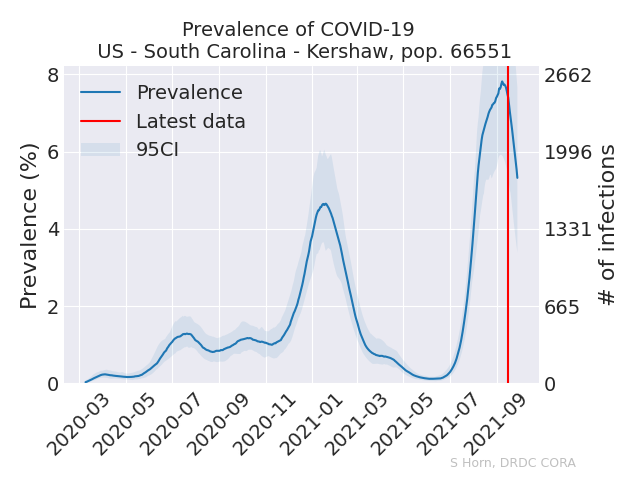 Prevalence of COVID-19
US - South Carolina - Kershaw, pop. 66551
Prevalence
Latest data
95CI
Prevalence (%)
8
6
4
2
0
2662
1996
1331
665
0
# of infections
2020-03
2020-05
2020-07
2020-09
2020-11
2021-01
2021-03
2021-05
2021-07
2021-09
S Horn, DRDC CORA